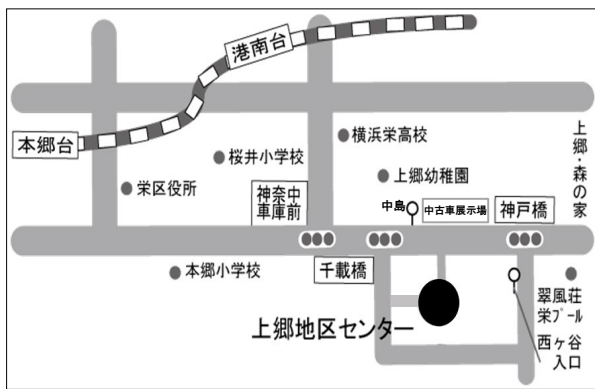 港南台
本郷台
横浜栄高校
桜井小学校
上郷・森の家
上郷幼稚園
栄区役所
神奈中
車庫前
中島
中古車展示場
神戸橋
本郷小学校
千載橋
翠風荘
栄プール
西ヶ谷
入口
上郷地区センター